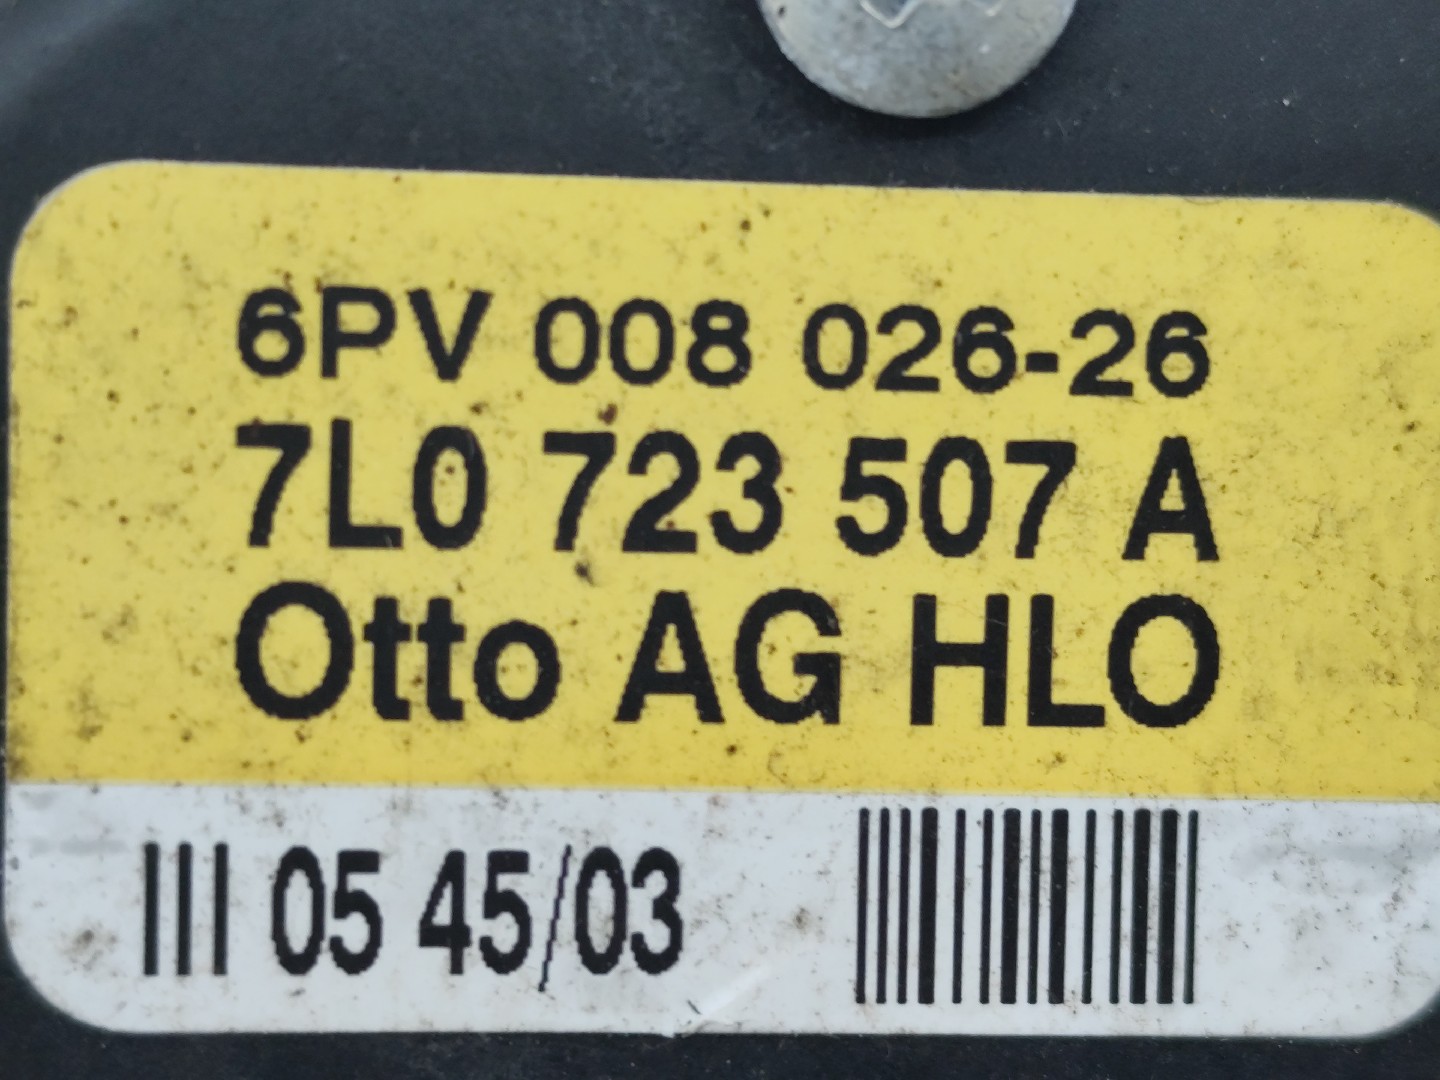 6PV 008 026-26
7L0 723 507 A
Otto AG HLO
III 05 45/03